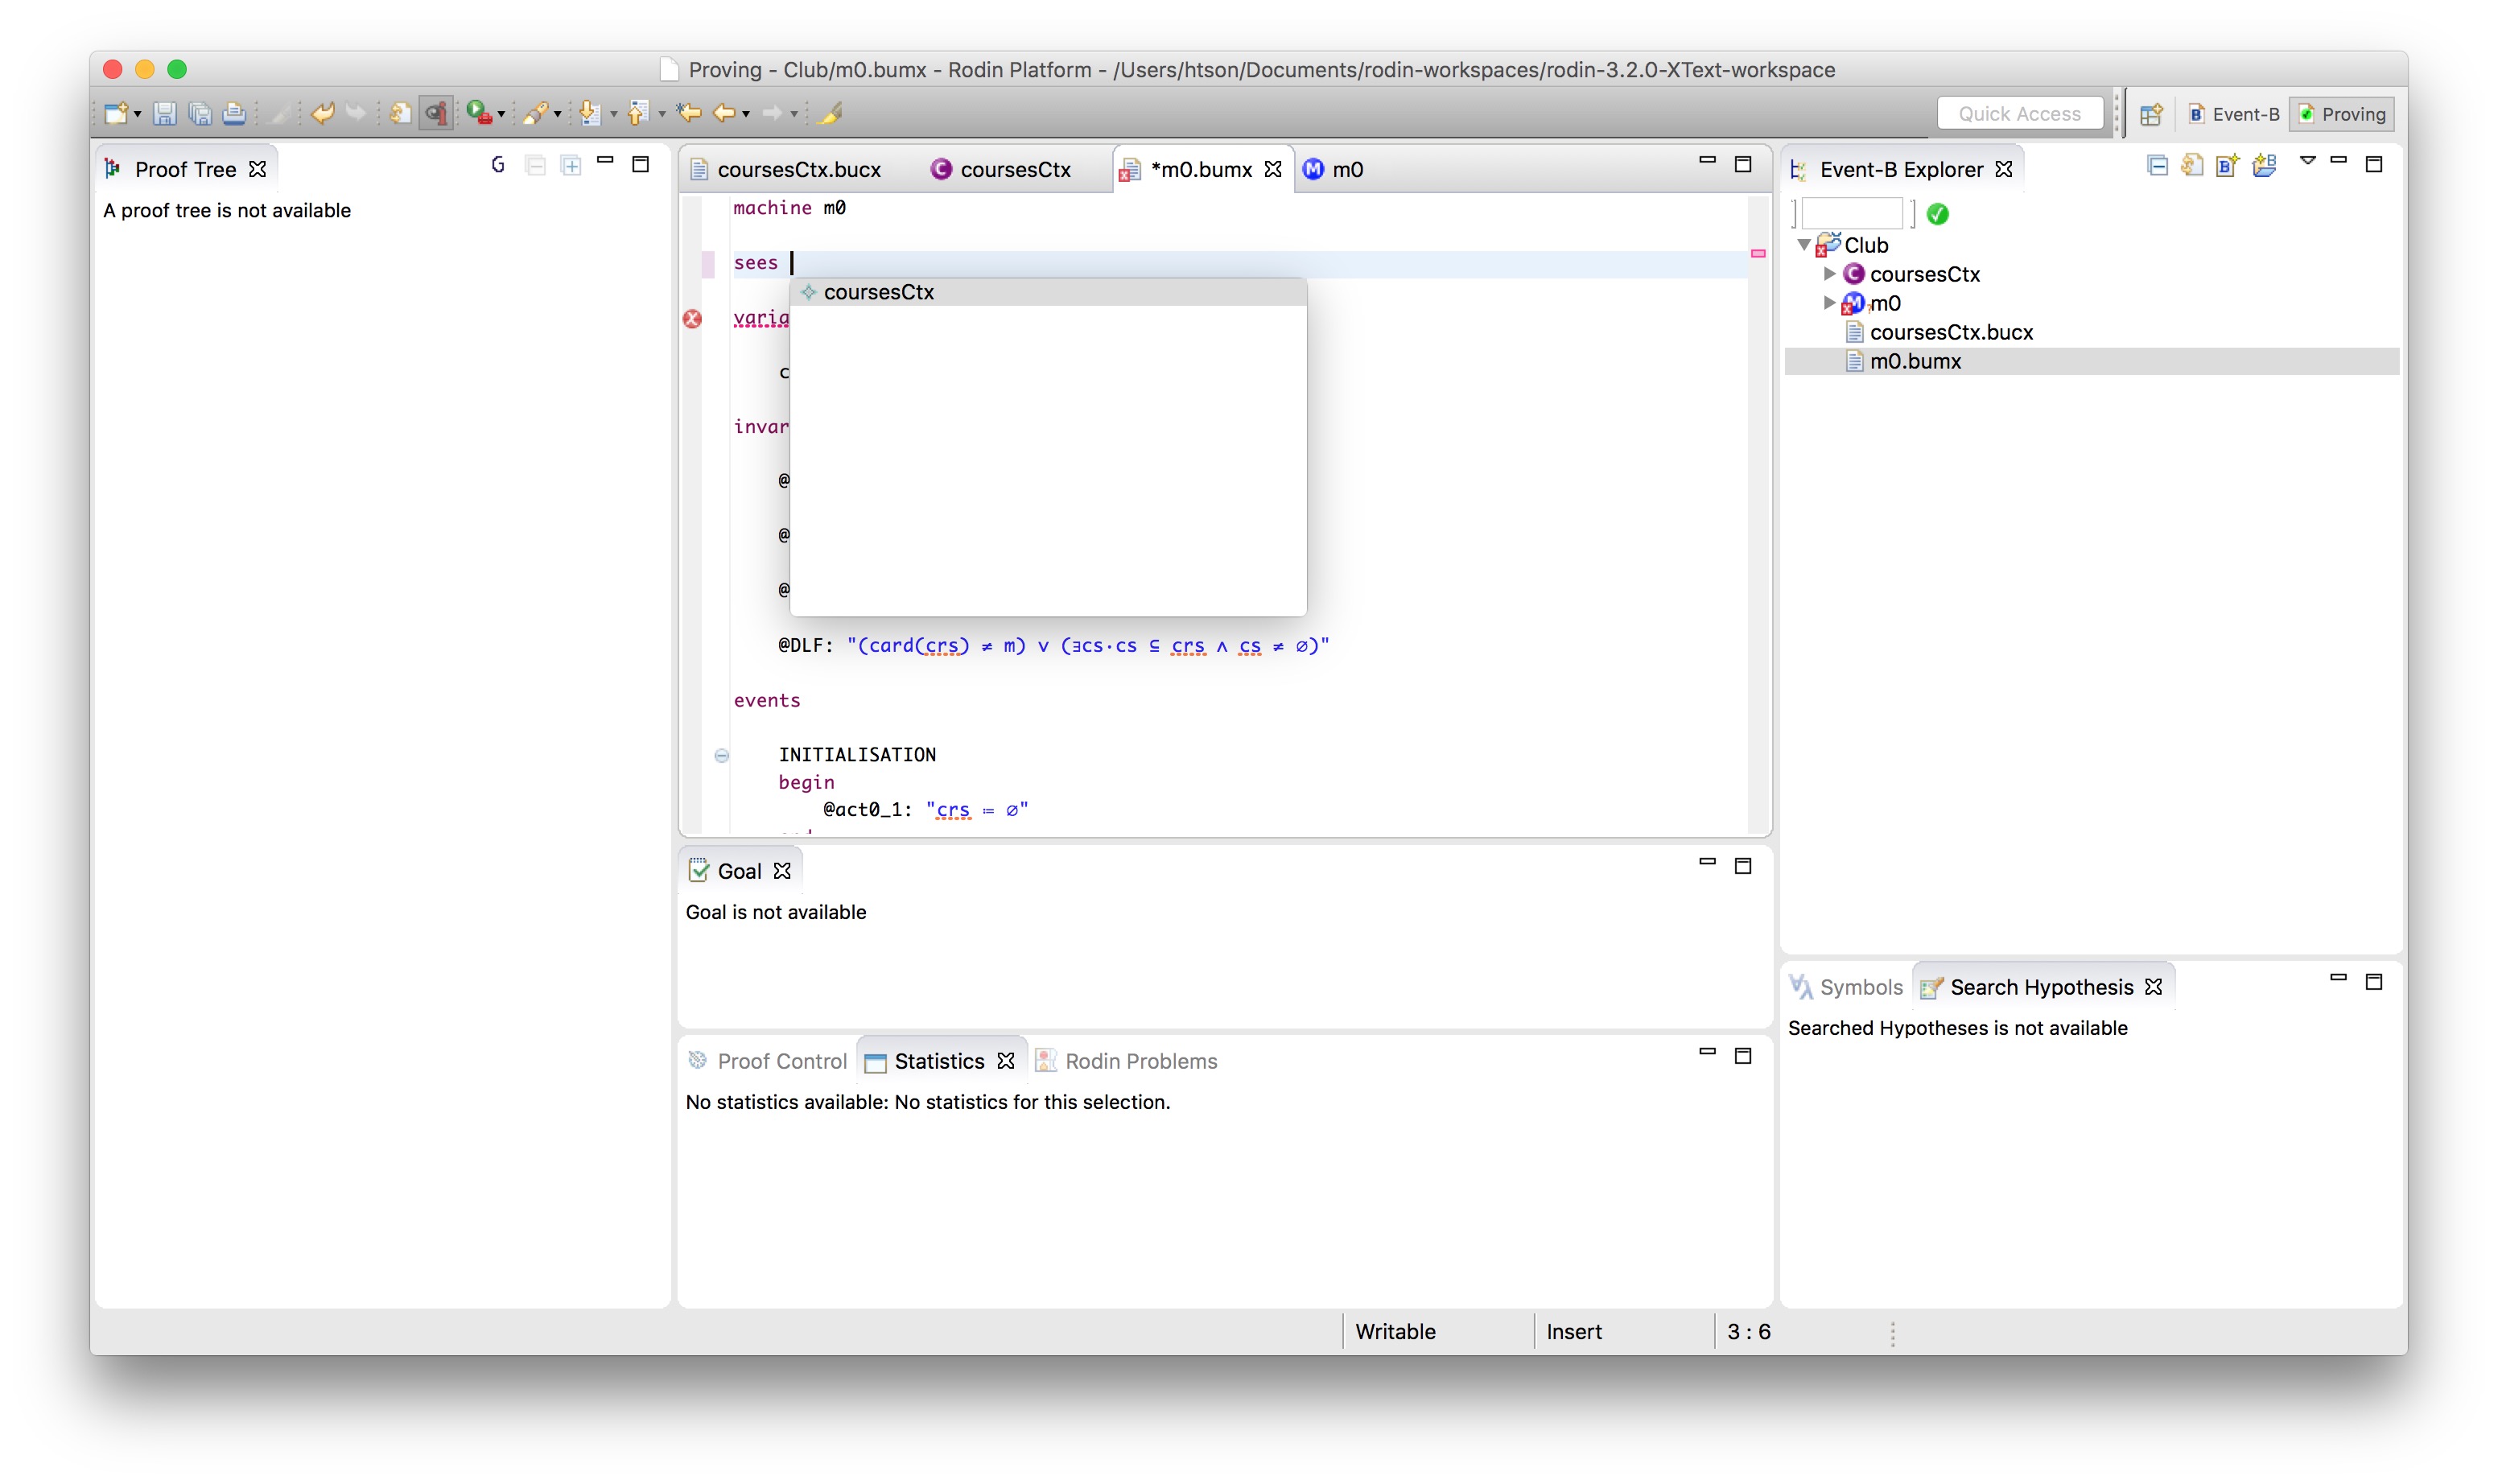 Proving - Club/m0.bumx - Rodin Platform - /Users/htson/Documents/rodin-workspaces/rodin-3.2.0-XText-workspace
Quick Access
Event-B
Proving
Proof Tree
A proof tree is not available
coursesCtx.bucx
coursesCtx
*m0.bumx
m0
machine m0
sees
coursesCtx
varia
c
invar
@
@
@
@DLF: "(card(crs) ≠ m) ∨ (∃cs·cs ⊆ crs ∧ cs ≠ ∅)"
events
INITIALISATION
begin
@act0_1: "crs ≔ ∅"
Goal
Goal is not available
Proof Control
Statistics
Rodin Problems
No statistics available: No statistics for this selection.
Event-B Explorer
Club
coursesCtx
m0
coursesCtx.bucx
m0.bumx
Symbols
Search Hypothesis
Searched Hypotheses is not available
Writable
Insert
3 : 6